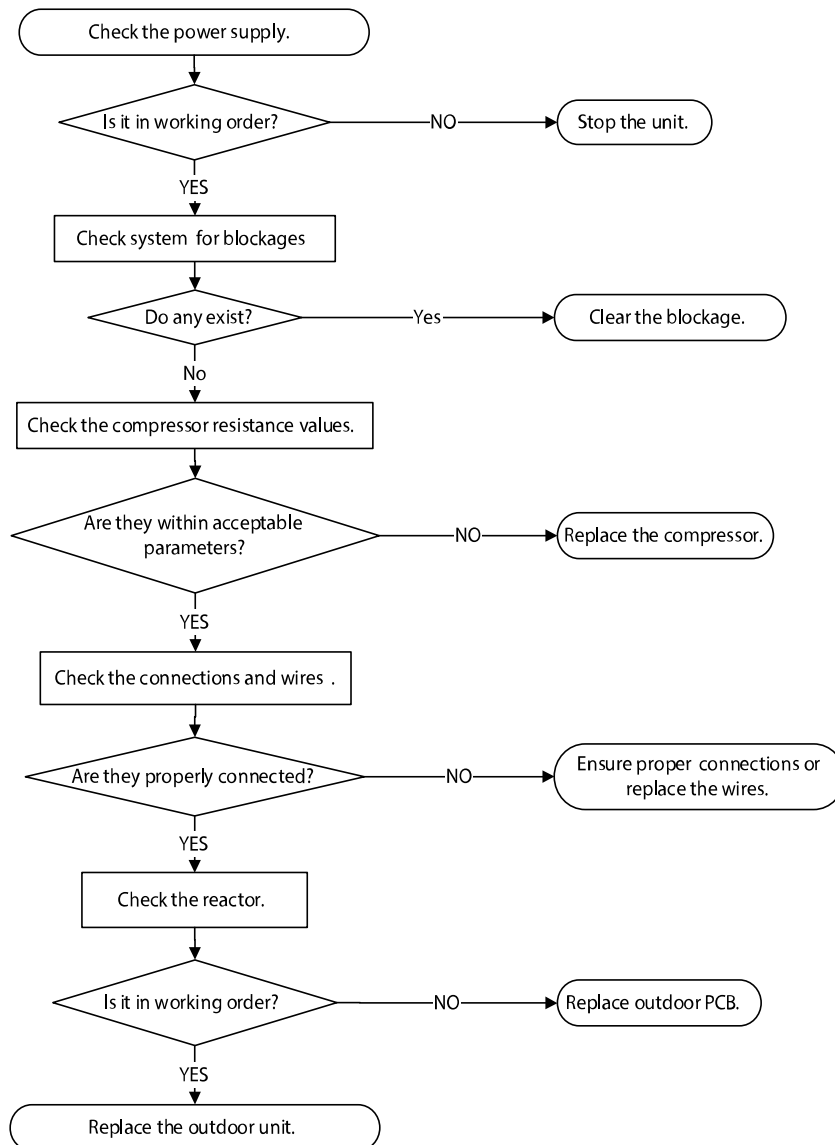 Check the power supply.
Is it in working order?
NO
Stop the unit.
YES
Check system for blockages
Do any exist?
Yes
Clear the blockage.
No
Check the compressor resistance values.
Are they within acceptable
parameters?
NO
Replace the compressor.
YES
Check the connections and wires .
Are they properly connected?
NO
Ensure proper connections or
replace the wires.
YES
Check the reactor.
Is it in working order?
NO
Replace outdoor PCB.
YES
Replace the outdoor unit.